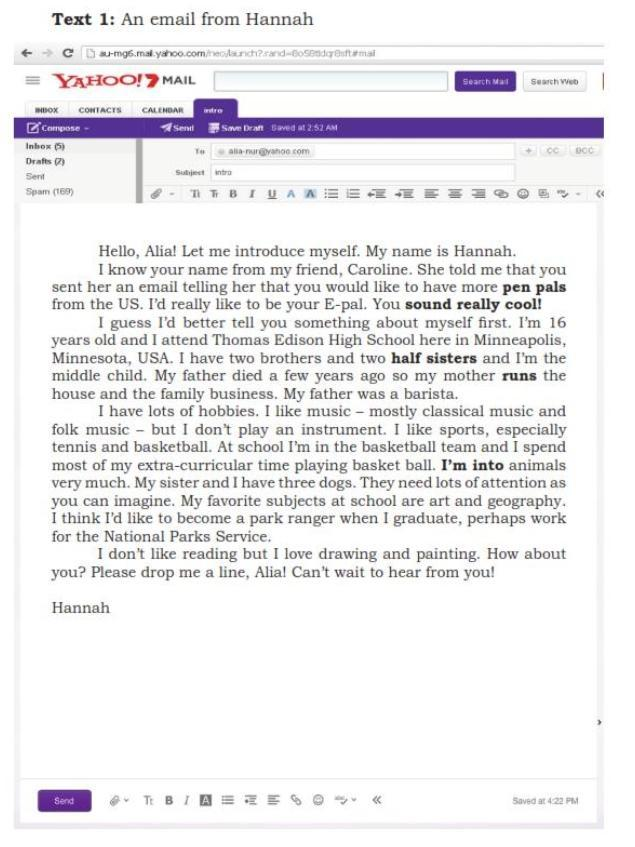 Text 1: An email from Hannah
au-mg6.mail.yahoo.com/neo/launch?.rand=8o58ttdqr8sft#mail
YAHOO!7 MAIL
Search Mail
Search Web
INBOX CONTACTS CALENDAR intro
Compose Send Save Draft Saved at 2:52 AM
Inbox (5)
To alia-nur@yahoo.com + CC BCC
Drafts (2)
Sent
Subject intro
Spam (169)
Hello, Alia! Let me introduce myself. My name is Hannah.
I know your name from my friend, Caroline. She told me that you
sent her an email telling her that you would like to have more pen pals
from the US. I'd really like to be your E-pal. You sound really cool!
I guess I'd better tell you something about myself first. I'm 16
years old and I attend Thomas Edison High School here in Minneapolis,
Minnesota, USA. I have two brothers and two half sisters and I'm the
middle child. My father died a few years ago so my mother runs the
house and the family business. My father was a barista.
I have lots of hobbies. I like music – mostly classical music and
folk music – but I don't play an instrument. I like sports, especially
tennis and basketball. At school I'm in the basketball team and I spend
most of my extra-curricular time playing basket ball. I'm into animals
very much. My sister and I have three dogs. They need lots of attention as
you can imagine. My favorite subjects at school are art and geography.
I think I'd like to become a park ranger when I graduate, perhaps work
for the National Parks Service.
I don't like reading but I love drawing and painting. How about
you? Please drop me a line, Alia! Can't wait to hear from you!
Hannah
Send
Saved at 4:22 PM